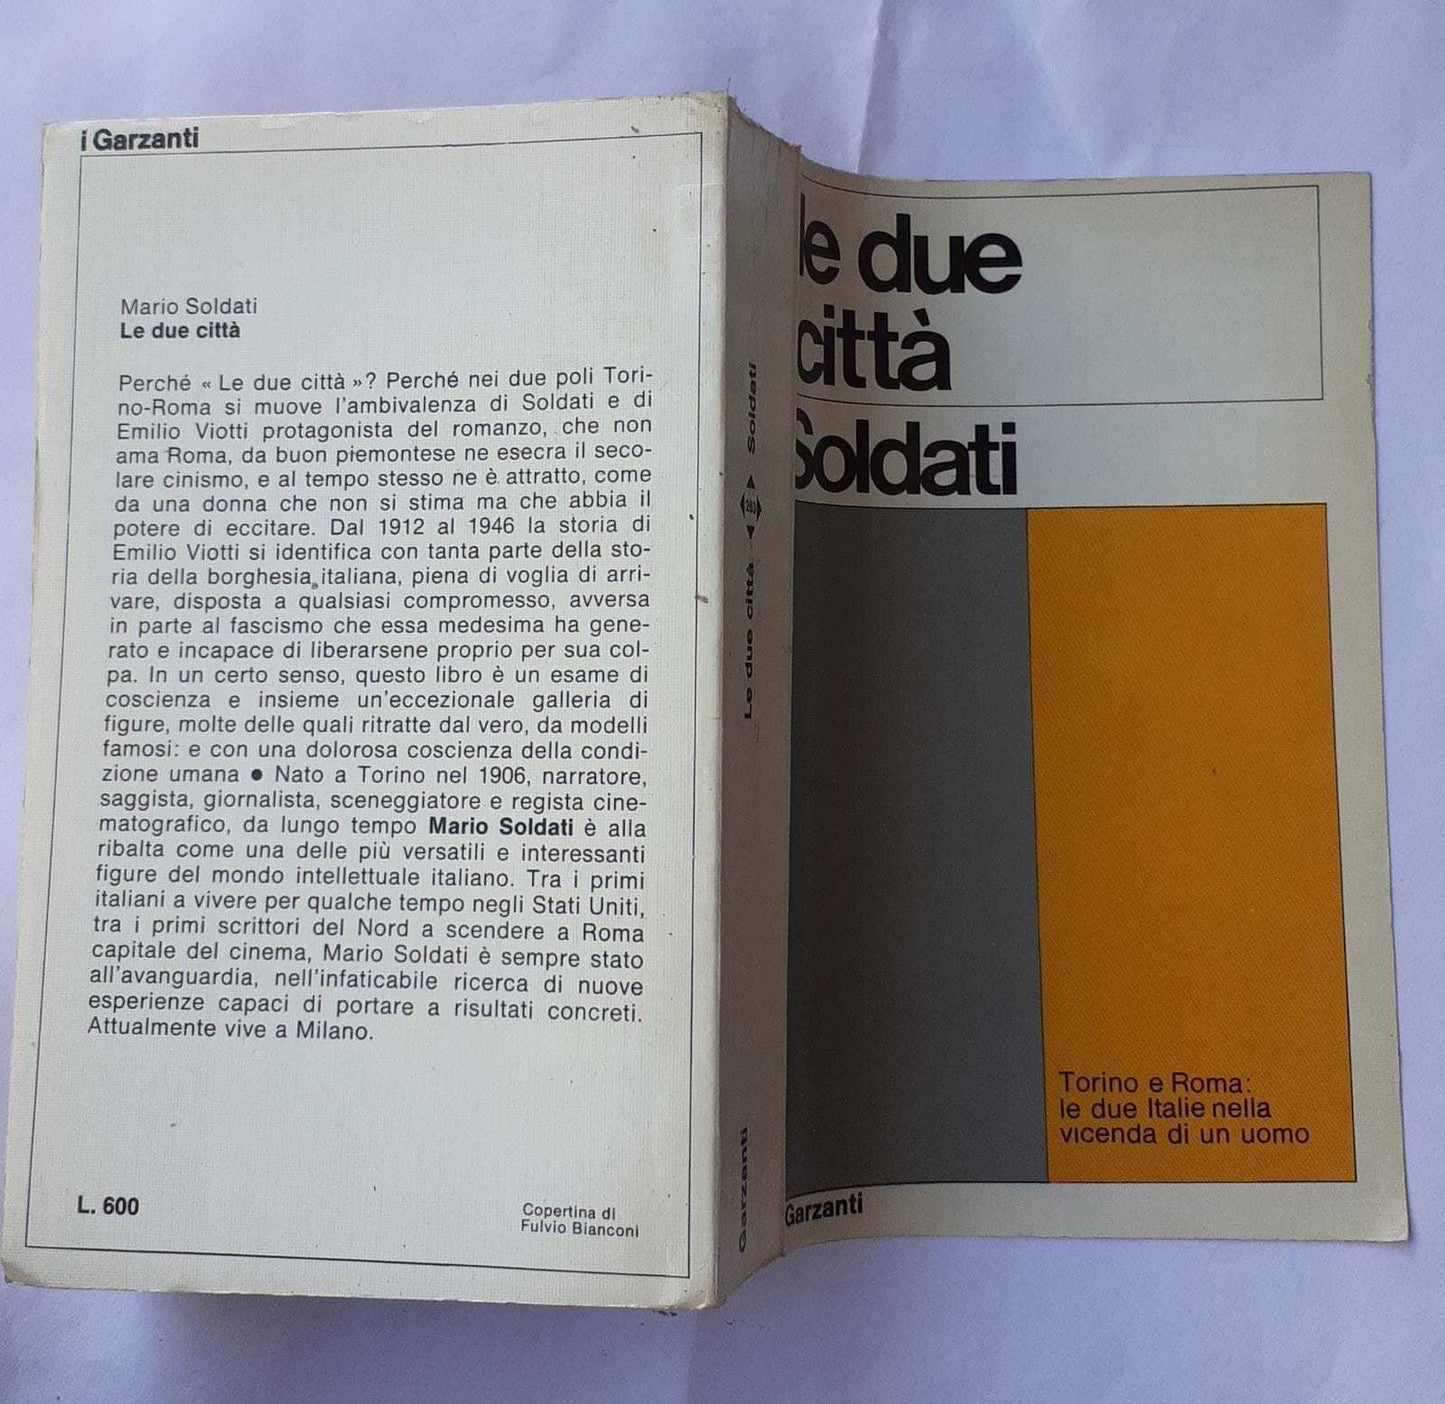 i Garzanti
Mario Soldati
Le due città
Perché « Le due città »? Perché nei due poli Tori-
no-Roma si muove l'ambivalenza di Soldati e di
Emilio Viotti protagonista del romanzo, che non
ama Roma, da buon piemontese ne esecra il seco-
lare cinismo, e al tempo stesso ne è attratto, come
da una donna che non si stima ma che abbia il
potere di eccitare. Dal 1912 al 1946 la storia di
Emilio Viotti si identifica con tanta parte della sto-
ria della borghesia italiana, piena di voglia di arri-
vare, disposta a qualsiasi compromesso, avversa
in parte al fascismo che essa medesima ha gene-
rato e incapace di liberarsene proprio per sua col-
pa. In un certo senso, questo libro è un esame di
coscienza e insieme un'eccezionale galleria di
figure, molte delle quali ritratte dal vero, da modelli
famosi: e con una dolorosa coscienza della condi-
zione umana ● Nato a Torino nel 1906, narratore,
saggista, giornalista, sceneggiatore e regista cine-
matografico, da lungo tempo Mario Soldati è alla
ribalta come una delle più versatili e interessanti
figure del mondo intellettuale italiano. Tra i primi
italiani a vivere per qualche tempo negli Stati Uniti,
tra i primi scrittori del Nord a scendere a Roma
capitale del cinema, Mario Soldati è sempre stato
all'avanguardia, nell'infaticabile ricerca di nuove
esperienze capaci di portare a risultati concreti.
Attualmente vive a Milano.
L. 600
Copertina di
Fulvio Bianconi
Garzanti Le due città ◄ ► Soldati
le due
città
Soldati
Torino e Roma:
le due Italie nella
vicenda di un uomo
Garzanti